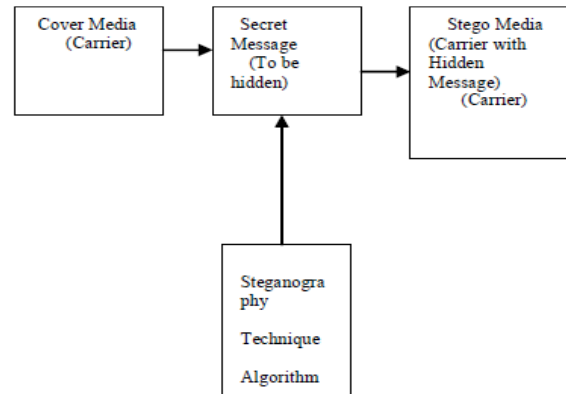 Cover Media
(Carrier)
Secret
Message
(To be
hidden)
Stego Media
(Carrier with
Hidden
Message)
(Carrier)
Steganogra
phy
Technique
Algorithm